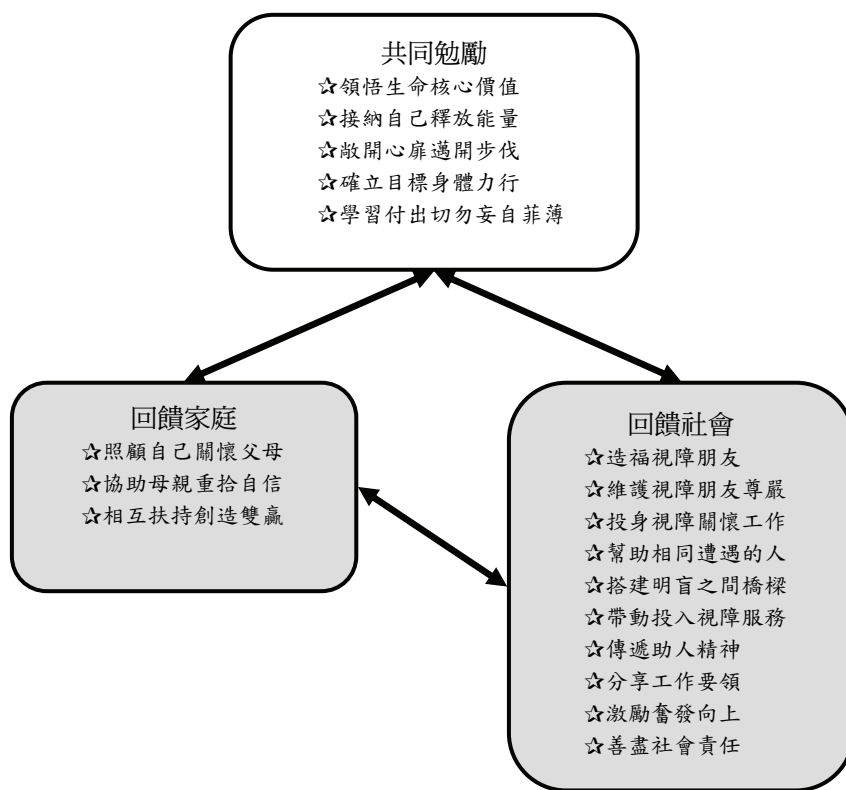 共同勉勵
✰領悟生命核心價值
✰接納自己釋放能量
✰敞開心扉邁開步伐
✰確立目標身體力行
✰學習付出切勿妄自菲薄
回饋家庭
✰照顧自己關懷父母
✰協助母親重拾自信
✰相互扶持創造雙贏
回饋社會
✰造福視障朋友
✰維護視障朋友尊嚴
✰投身視障關懷工作
✰幫助相同遭遇的人
✰搭建明盲之間橋樑
✰帶動投入視障服務
✰傳遞助人精神
✰分享工作要領
✰激勵奮發向上
✰善盡社會責任